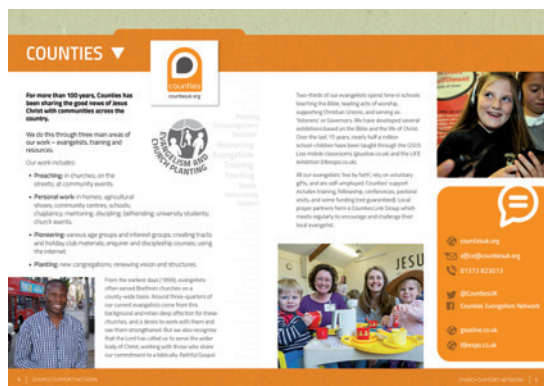 COUNTIES
counties
countiesuk.org
For more than 100 years, Counties has
been sharing the good news of Jesus
Christ with communities across the
country.
We do this through three main areas of
our work – evangelists, training and
resources.
Our work includes:
• Preaching: in churches; on the
streets; at community events.
• Personal work in homes; agricultural
shows; community centres; schools,
chaplaincy; mentoring; discipling; befriending; university students,
church events.
• Pioneering: various age groups and interest groups; creating tracts
and holiday club materials; enquirer and discipleship courses; using
the internet.
• Planting: new congregations; renewing vision and structures.
EVANGELISM AND
CHURCH PLANTING
Planting
Encouragement
Mission
Pioneering
Evangelism
Training
Teaching
Support
From the earliest days (1899), evangelists
often served Brethren churches on a
county-wide basis. Around three-quarters of
our current evangelists come from this
background and retain deep affection for these
churches, and a desire to work with them and
see them strengthened. But we also recognise
that the Lord has called us to serve the wider
body of Christ; working with those who share
our commitment to a biblically-faithful Gospel.
4 | CHURCH SUPPORT NETWORK
Two-thirds of our evangelists spend time in schools
teaching the Bible, leading acts of worship,
supporting Christian Unions, and serving as
'listeners' or Governors. We have developed several
exhibitions based on the Bible and the life of Christ.
Over the last 15 years, nearly half a million
school-children have been taught through the GSUS
Live mobile classrooms (gsuslive.co.uk) and the LIFE
exhibition (lifexpo.co.uk).
All our evangelists 'live by faith'; rely on voluntary
gifts, and are self-employed. Counties' support
includes training, fellowship, conferences, pastoral
visits, and some funding (not guaranteed). Local
prayer partners form a Counties Link Group which
meets regularly to encourage and challenge their
local evangelist.
JESU
countiesuk.org
office@countiesuk.org
01373 823013
@CountiesUK
Counties Evangelism Network
gsuslive.co.uk
lifexpo.co.uk
CHURCH SUPPORT NETWORK | 5